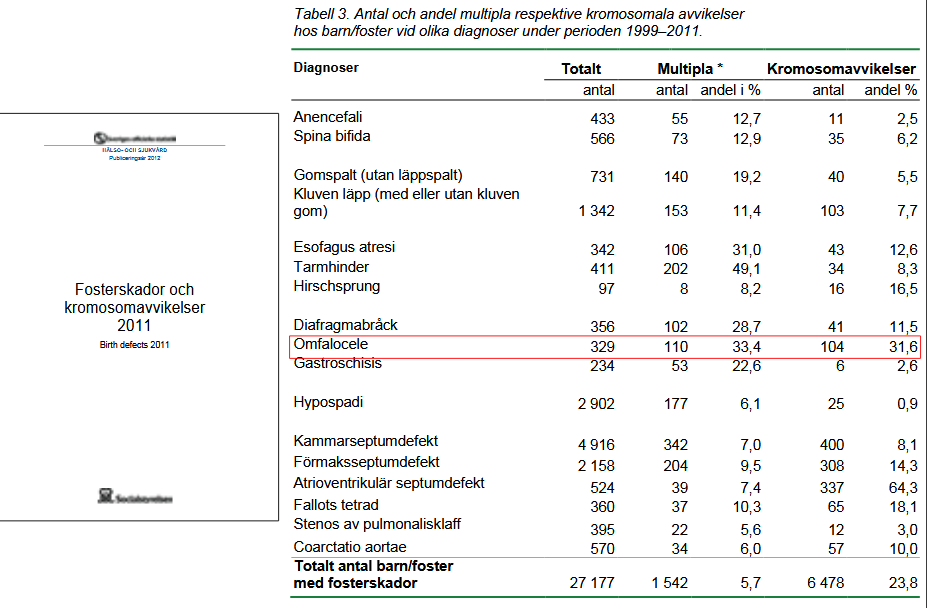 HÄLSO- OCH SJUKVÅRD
Publiceringsår 2012
Fosterskador och
kromosomavvikelser
2011
Birth defects 2011
Tabell 3. Antal och andel multipla respektive kromosomala avvikelser
hos barn/foster vid olika diagnoser under perioden 1999–2011.
Diagnoser Totalt Multipla * Kromosomavvikelser
antal antal andel i % antal andel %
Anencefali 433 55 12,7 11 2,5
Spina bifida 566 73 12,9 35 6,2
Gomspalt (utan läppspalt) 731 140 19,2 40 5,5
Kluven läpp (med eller utan kluven
gom) 1 342 153 11,4 103 7,7
Esofagus atresi 342 106 31,0 43 12,6
Tarmhinder 411 202 49,1 34 8,3
Hirschsprung 97 8 8,2 16 16,5
Diafragmabråck 356 102 28,7 41 11,5
Omfalocele 329 110 33,4 104 31,6
Gastroschisis 234 53 22,6 6 2,6
Hypospadi 2 902 177 6,1 25 0,9
Kammarseptumdefekt 4 916 342 7,0 400 8,1
Förmaksseptumdefekt 2 158 204 9,5 308 14,3
Atrioventrikulär septumdefekt 524 39 7,4 337 64,3
Fallots tetrad 360 37 10,3 65 18,1
Stenos av pulmonalisklaff 395 22 5,6 12 3,0
Coarctatio aortae 570 34 6,0 57 10,0
Totalt antal barn/foster
med fosterskador 27 177 1 542 5,7 6 478 23,8